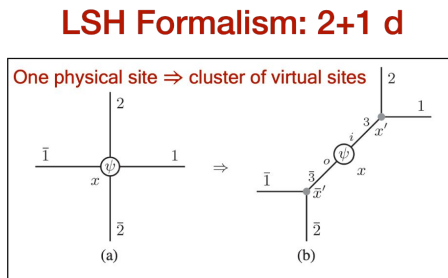 LSH Formalism: 2+1 d
One physical site ⇒ cluster of virtual sites
2
1̄
ψ
1
x
2̄
(a)
⇒
2
1
3
x′
i
ψ
o
x
3̄
1̄
x̄′
2̄
(b)